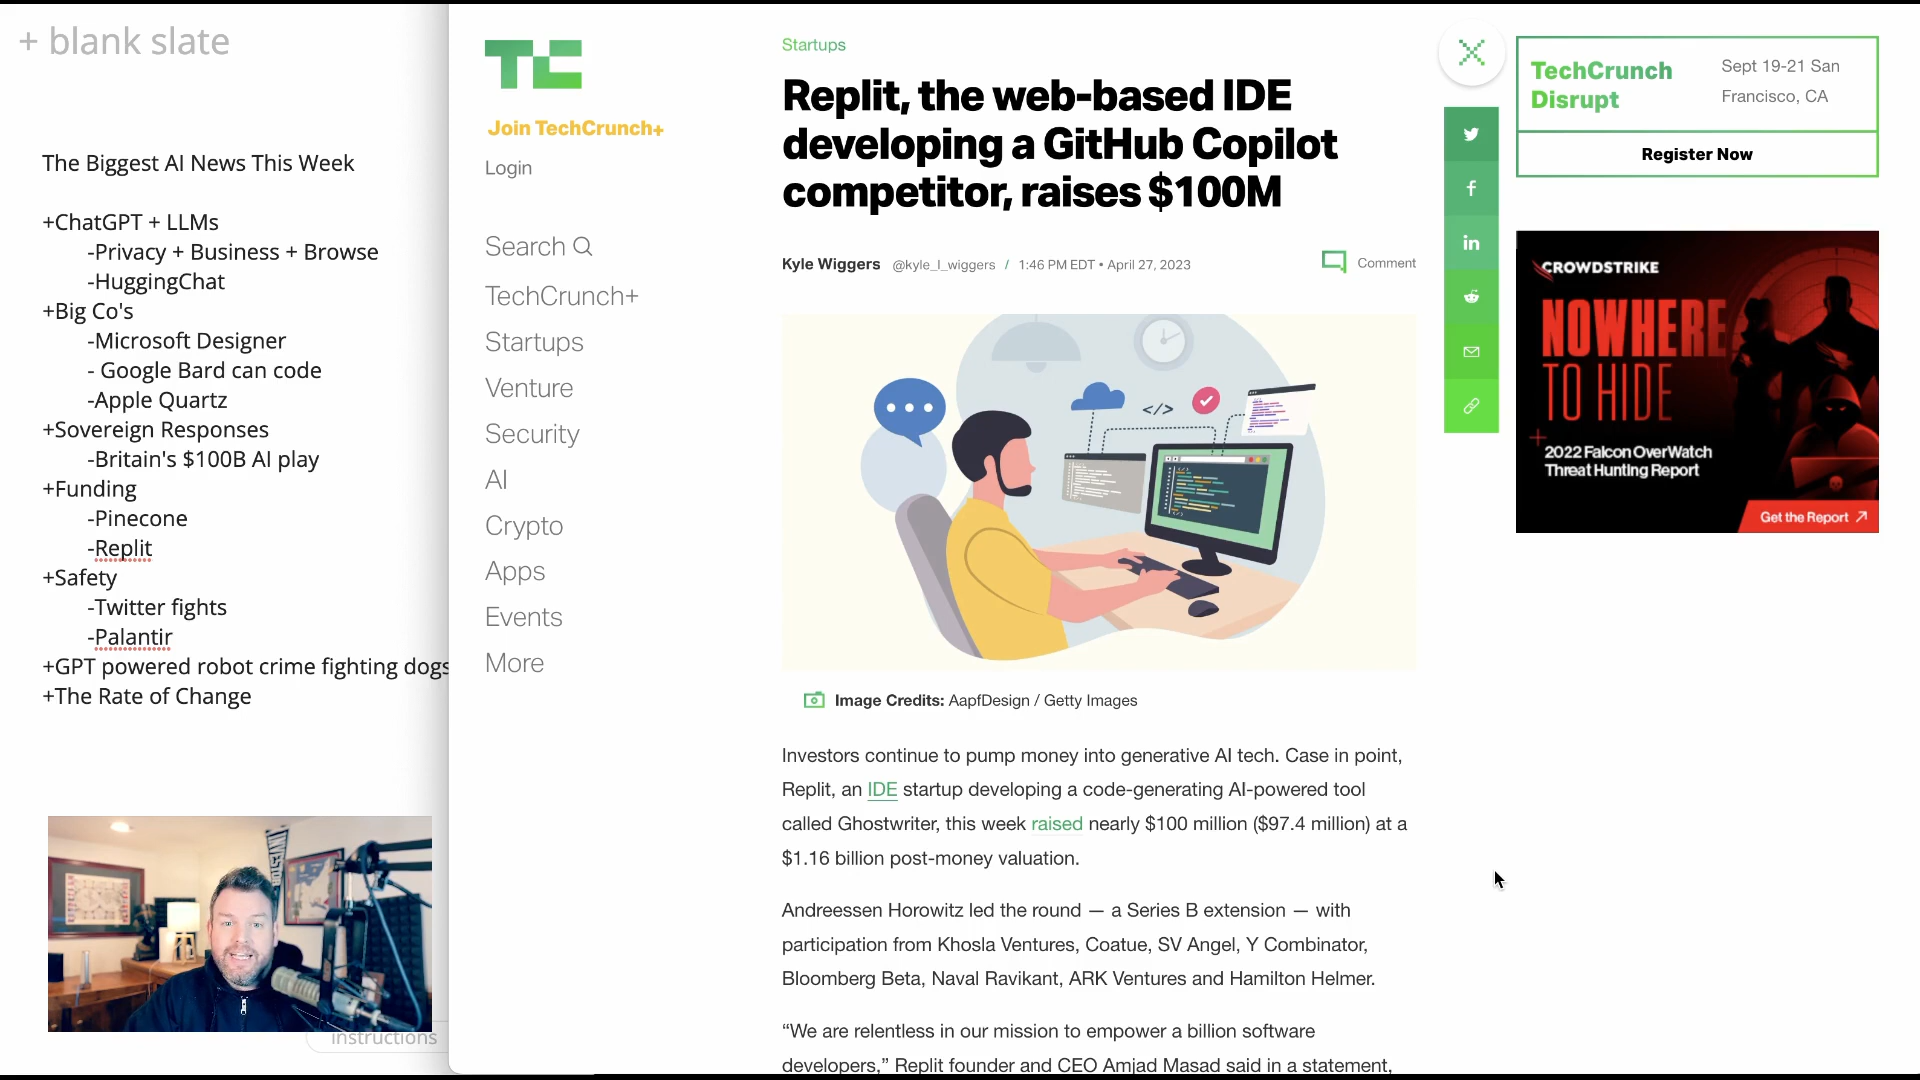 + blank slate
The Biggest AI News This Week
+ChatGPT + LLMs
-Privacy + Business + Browse
-HuggingChat
+Big Co's
-Microsoft Designer
- Google Bard can code
-Apple Quartz
+Sovereign Responses
-Britain's $100B AI play
+Funding
-Pinecone
-Replit
+Safety
-Twitter fights
-Palantir
+GPT powered robot crime fighting dogs
+The Rate of Change
instructions
TC
Join TechCrunch+
Login
Search
TechCrunch+
Startups
Venture
Security
AI
Crypto
Apps
Events
More
Startups
Replit, the web-based IDE
developing a GitHub Copilot
competitor, raises $100M
Kyle Wiggers @kyle_l_wiggers / 1:46 PM EDT • April 27, 2023
Comment
</>
Image Credits: AapfDesign / Getty Images
Investors continue to pump money into generative AI tech. Case in point,
Replit, an IDE startup developing a code-generating AI-powered tool
called Ghostwriter, this week raised nearly $100 million ($97.4 million) at a
$1.16 billion post-money valuation.
Andreessen Horowitz led the round — a Series B extension — with
participation from Khosla Ventures, Coatue, SV Angel, Y Combinator,
Bloomberg Beta, Naval Ravikant, ARK Ventures and Hamilton Helmer.
“We are relentless in our mission to empower a billion software
developers,” Replit founder and CEO Amjad Masad said in a statement,
TechCrunch
Disrupt
Sept 19-21 San
Francisco, CA
Register Now
CROWDSTRIKE
NOWHERE
TO HIDE
2022 Falcon OverWatch
Threat Hunting Report
Get the Report